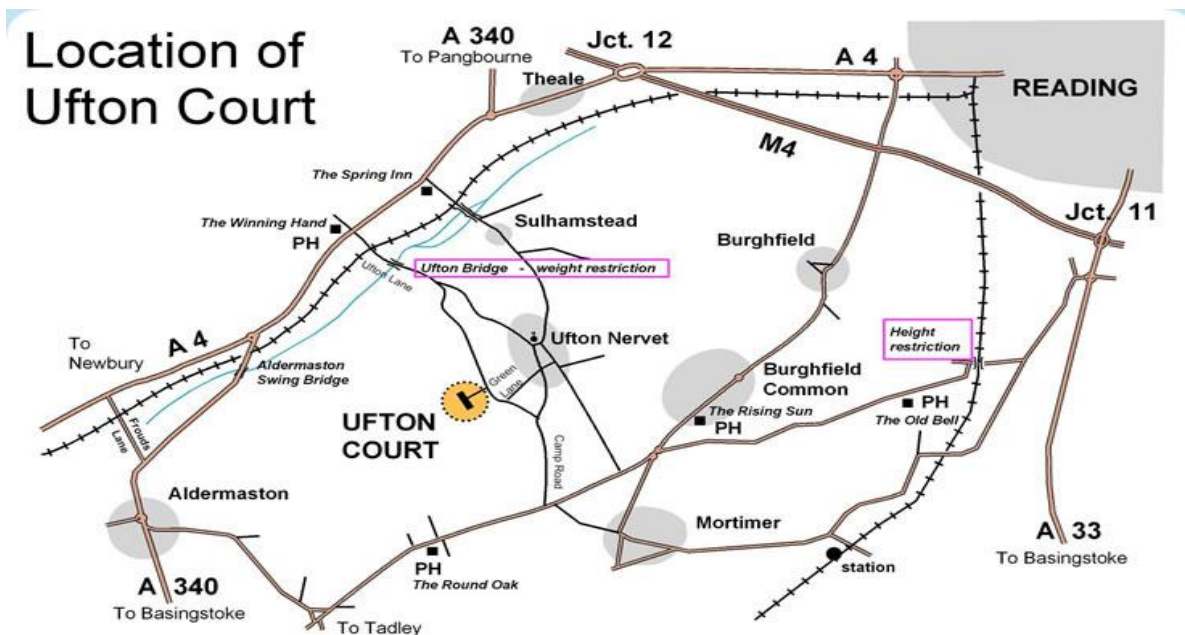 Location of
Ufton Court
A 340
To Pangbourne
Jct. 12
A 4
Theale
READING
M4
The Spring Inn
Sulhamstead
Jct. 11
The Winning Hand
PH
Burghfield
Ufton Lane
Ufton Bridge - weight restriction
To
Newbury
A 4
Ufton Nervet
Height
restriction
Aldermaston
Swing Bridge
Green
Lane
Burghfield
Common
UFTON
COURT
The Rising Sun
PH
PH
The Old Bell
Frouds
Lane
Camp Road
Aldermaston
Mortimer
A 33
To Basingstoke
station
PH
The Round Oak
A 340
To Basingstoke
To Tadley